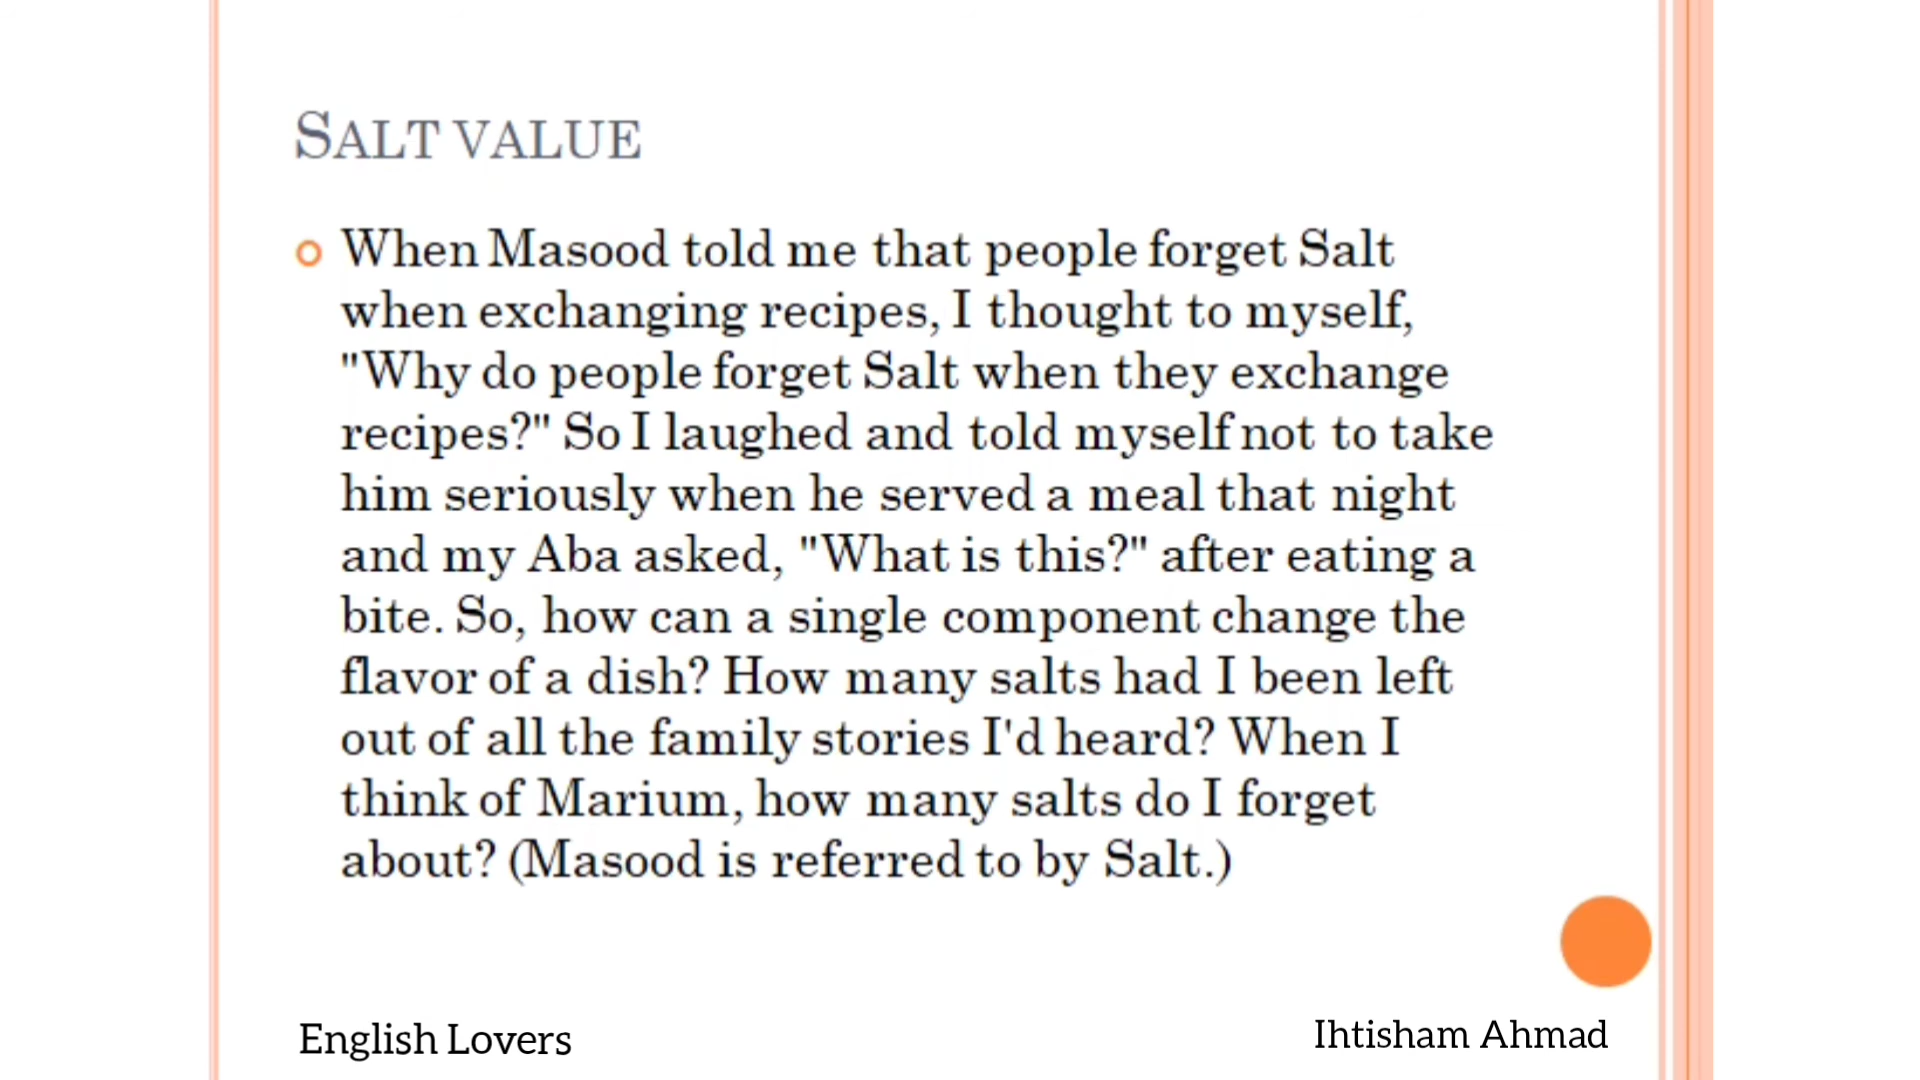 SALT VALUE
When Masood told me that people forget Salt
when exchanging recipes, I thought to myself,
"Why do people forget Salt when they exchange
recipes?" So I laughed and told myself not to take
him seriously when he served a meal that night
and my Aba asked, "What is this?" after eating a
bite. So, how can a single component change the
flavor of a dish? How many salts had I been left
out of all the family stories I'd heard? When I
think of Marium, how many salts do I forget
about? (Masood is referred to by Salt.)
English Lovers
Ihtisham Ahmad